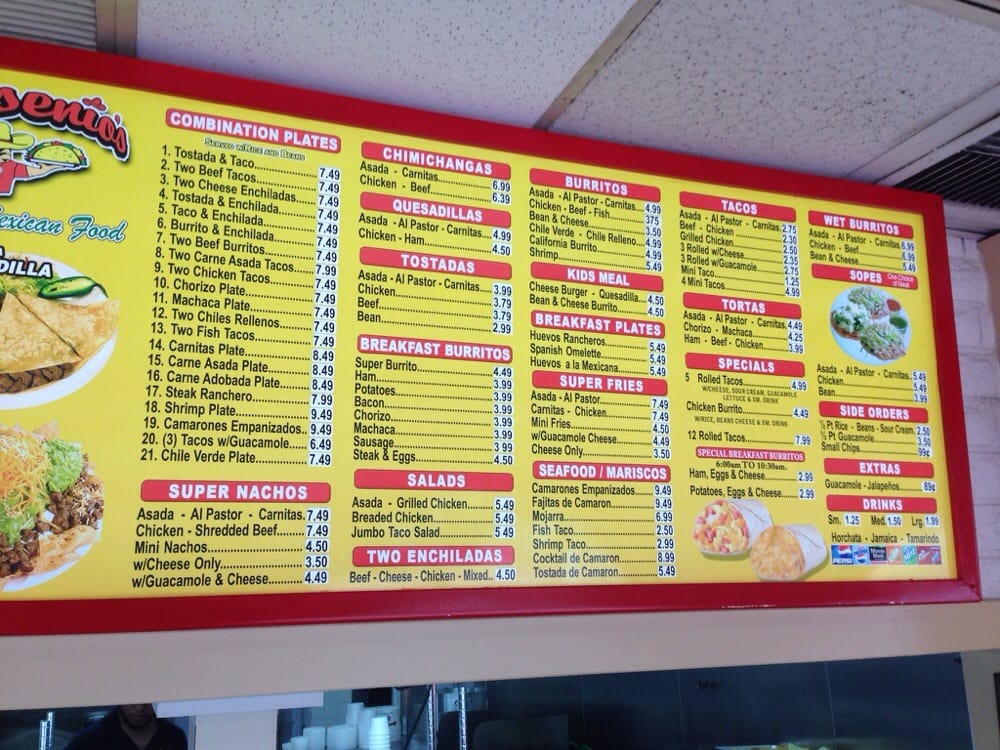 senio's
exican Food
DILLA
COMBINATION PLATES
SERVED W/RICE AND BEANS
1. Tostada & Taco 7.49
2. Two Beef Tacos 7.49
3. Two Cheese Enchiladas 7.49
4. Tostada & Enchilada 7.49
5. Taco & Enchilada 7.49
6. Burrito & Enchilada 7.49
7. Two Beef Burritos 7.49
8. Two Carne Asada Tacos 7.99
9. Two Chicken Tacos 7.49
10. Chorizo Plate 7.49
11. Machaca Plate 7.49
12. Two Chiles Rellenos 7.49
13. Two Fish Tacos 7.49
14. Carnitas Plate 8.49
15. Carne Asada Plate 8.49
16. Carne Adobada Plate 8.49
17. Steak Ranchero 7.99
18. Shrimp Plate 9.49
19. Camarones Empanizados.. 9.49
20. (3) Tacos w/Guacamole 6.49
21. Chile Verde Plate 7.49
SUPER NACHOS
Asada - Al Pastor - Carnitas. 7.49
Chicken - Shredded Beef 7.49
Mini Nachos 4.50
w/Cheese Only 3.50
w/Guacamole & Cheese 4.49
CHIMICHANGAS
Asada - Carnitas 6.99
Chicken - Beef 6.39
QUESADILLAS
Asada - Al Pastor - Carnitas 4.99
Chicken - Ham 4.50
TOSTADAS
Asada - Al Pastor - Carnitas 3.99
Chicken 3.79
Beef 3.79
Bean 2.99
BREAKFAST BURRITOS
Super Burrito 4.49
Ham 3.99
Potatoes 3.99
Bacon 3.99
Chorizo 3.99
Machaca 3.99
Sausage 3.99
Steak & Eggs 4.50
SALADS
Asada - Grilled Chicken 5.49
Breaded Chicken 5.49
Jumbo Taco Salad 5.49
TWO ENCHILADAS
Beef - Cheese - Chicken - Mixed.. 4.50
BURRITOS
Asada - Al Pastor - Carnitas 4.99
Chicken - Beef - Fish 375
Bean & Cheese 3.50
Chile Verde - Chile Relleno 4.99
California Burrito 4.99
Shrimp 5.49
KIDS MEAL
Cheese Burger - Quesadilla 4.50
Bean & Cheese Burrito 4.50
BREAKFAST PLATES
Huevos Rancheros 5.49
Spanish Omelette 5.49
Huevos a la Mexicana 5.49
SUPER FRIES
Asada - Al Pastor 7.49
Carnitas - Chicken 7.49
Mini Fries 4.50
w/Guacamole Cheese 4.49
Cheese Only 3.50
SEAFOOD / MARISCOS
Camarones Empanizados 9.49
Fajitas de Camaron 9.49
Mojarra 6.99
Fish Taco 2.50
Shrimp Taco 2.99
Cocktail de Camaron 8.99
Tostada de Camaron 5.49
TACOS
Asada - Al Pastor - Carnitas 2.75
Beef - Chicken 2.30
Grilled Chicken 2.50
3 Rolled w/Cheese 2.35
3 Rolled w/Guacamole 2.75
Mini Taco 1.25
4 Mini Tacos 4.99
TORTAS
Asada - Al Pastor - Carnitas. 4.49
Chorizo - Machaca 4.25
Ham - Beef - Chicken 3.99
SPECIALS
5 Rolled Tacos 4.99
W/CHEESE, SOUR CREAM, GUACAMOLE
LETTUCE & SM. DRINK
Chicken Burrito 4.49
W/RICE, BEANS CHEESE & SM. DRINK
12 Rolled Tacos 7.99
SPECIAL BREAKFAST BURRITOS
6:00am TO 10:30am.
Ham, Eggs & Cheese 2.99
Potatoes, Eggs & Cheese 2.99
WET BURRITOS
Asada - Al Pastor - Carnitas. 6.99
Chicken - Beef 6.49
Bean & Cheese 5.49
SOPES One Choice of Meat
Asada - Al Pastor - Carnitas.. 5.49
Chicken 5.49
Bean 4.99
SIDE ORDERS
½ Pt Rice - Beans - Sour Cream. 2.50
½ Pt Guacamole 3.50
Small Chips 99¢
EXTRAS
Guacamole - Jalapeños 89¢
DRINKS
Sm. 1.25 Med. 1.50 Lrg. 1.99
Horchata - Jamaica - Tamarindo
PEPSI